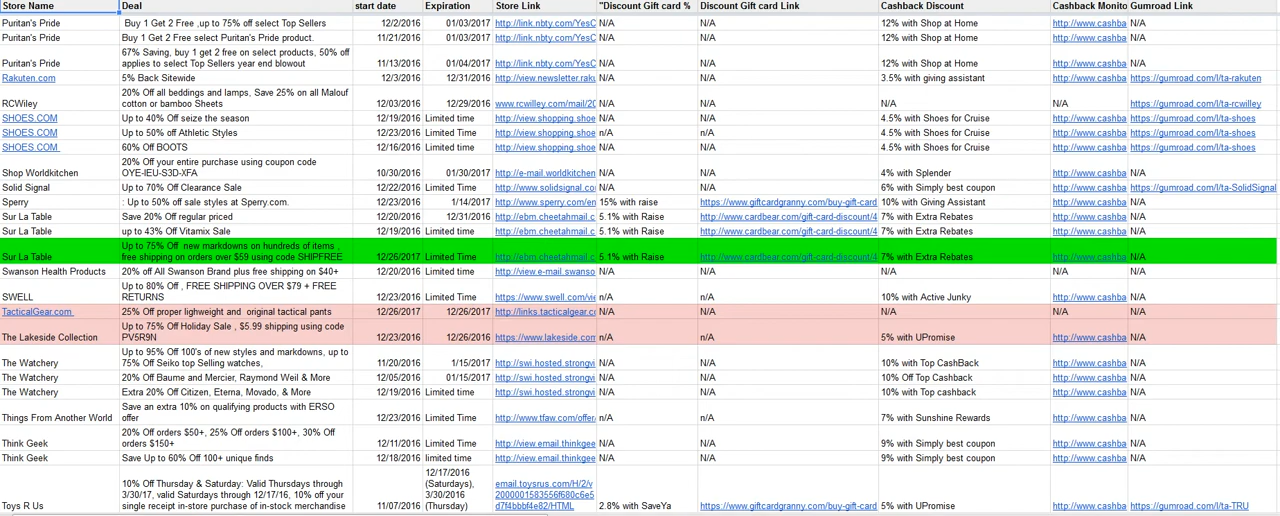 Store Name Deal start date Expiration Store Link "Discount Gift card % Discount Gift card Link Cashback Discount Cashback Monito Gumroad Link
Puritan's Pride Buy 1 Get 2 Free ,up to 75% off select Top Sellers 12/2/2016 01/03/2017 http://link.nbty.com/YesC N/A N/A 12% with Shop at Home http://www.cashba N/A
Puritan's Pride Buy 1 Get 2 Free select Puritan's Pride product. 11/21/2016 01/03/2017 http://link.nbty.com/YesC N/A N/A 12% with Shop at Home http://www.cashba N/A
67% Saving, buy 1 get 2 free on select products, 50% off
applies to select Top Sellers year end blowout
Puritan's Pride 11/13/2016 01/04/2017 http://link.nbty.com/YesC N/A N/A 12% with Shop at Home http://www.cashba N/A
Rakuten.com 5% Back Sitewide 12/3/2016 12/31/2016 http://view.newsletter.raku N/A N/A 3.5% with giving assistant http://www.cashba https://gumroad.com/l/ta-rakuten
20% Off all beddings and lamps, Save 25% on all Malouf
cotton or bamboo Sheets
RCWiley 12/03/2016 12/29/2016 www.rcwilley.com/mail/20 N/A N/A N/A N/A https://gumroad.com/l/ta-rcwilley
SHOES.COM Up to 40% Off seize the season 12/19/2016 Limited time http://view.shopping.shoe N/A N/A 4.5% with Shoes for Cruise http://www.cashba https://gumroad.com/l/ta-shoes
SHOES.COM Up to 50% off Athletic Styles 12/23/2016 Limited Time http://view.shopping.shoe n/A n/A 4.5% with Shoes for Cruise http://www.cashba https://gumroad.com/l/ta-shoes
SHOES.COM 60% Off BOOTS 12/16/2016 Limited time http://view.shopping.shoe N/A N/A 4.5% with Shoes for Cruise http://www.cashba https://gumroad.com/l/ta-shoes
20% Off your entire purchase using coupon code
OYE-IEU-S3D-XFA
Shop Worldkitchen 10/30/2016 01/30/2017 http://e-mail.worldkitchen N/A N/A 4% with Splender http://www.cashba N/A
Solid Signal Up to 70% Off Clearance Sale 12/22/2016 Limited Time http://www.solidsignal.co N/A N/A 6% with Simply best coupon http://www.cashba https://gumroad.com/l/ta-SolidSignal
Sperry : Up to 50% off sale styles at Sperry.com. 12/23/2016 1/14/2017 http://www.sperry.com/en 15% with raise https://www.giftcardgranny.com/buy-gift-card 10% with Giving Assistant http://www.cashba N/A
Sur La Table Save 20% Off regular priced 12/20/2016 12/31/2016 http://ebm.cheetahmail.c 5.1% with Raise http://www.cardbear.com/gift-card-discount/4 7% with Extra Rebates http://www.cashba N/A
Sur La Table up to 43% Off Vitamix Sale 12/19/2016 Limited Time http://ebm.cheetahmail.c 5.1% with Raise http://www.cardbear.com/gift-card-discount/4 7% with Extra Rebates http://www.cashba N/A
Up to 75% Off new markdowns on hundreds of items ,
free shipping on orders over $59 using code SHIPFREE
Sur La Table 12/26/2017 Limited time http://ebm.cheetahmail.c 5.1% with Raise http://www.cardbear.com/gift-card-discount/4 7% with Extra Rebates http://www.cashba N/A
Swanson Health Products 20% off All Swanson Brand plus free shipping on $40+ 12/20/2016 Limited time http://view.e-mail.swanso N/A N/A N/A N/A N/A
Up to 80% Off , FREE SHIPPING OVER $79 + FREE
RETURNS
SWELL 12/23/2016 Limited Time https://www.swell.com/vie n/A n/A 10% with Active Junky http://www.cashba N/A
TacticalGear.com 25% Off proper lighweight and original tactical pants 12/26/2017 12/26/2017 http://links.tacticalgear.c N/A N/A N/A N/A N/A
Up to 75% Off Holiday Sale , $5.99 shipping using code
PV5R9N
The Lakeside Collection 12/23/2016 12/26/2016 https://www.lakeside.com n/A n/A 5% with UPromise http://www.cashba N/A
Up to 95% Off 100's of new styles and markdowns, up to
75% Off Seiko top Selling watches,
The Watchery 11/20/2016 1/15/2017 http://swi.hosted.strongvi N/A N/A 10% with Top CashBack http://www.cashba N/A
The Watchery 20% Off Baume and Mercier, Raymond Weil & More 12/05/2016 01/15/2017 http://swi.hosted.strongvi N/A N/A 10% Off Top Cashback http://www.cashba N/A
The Watchery Extra 20% Off Citizen, Eterna, Movado, & More 12/19/2016 Limited time http://swi.hosted.strongvi N/A N/A 10% with Top cashback http://www.cashba N/A
Save an extra 10% on qualifying products with ERSO
offer
Things From Another World 12/23/2016 Limited Time http://www.tfaw.com/offer n/A n/A 7% with Sunshine Rewards http://www.cashba N/A
20% Off orders $50+, 25% Off orders $100+, 30% Off
orders $150+
Think Geek 12/11/2016 Limited Time http://view.email.thinkgee N/A N/A 9% with Simply best coupon http://www.cashba N/A
Think Geek Save Up to 60% Off 100+ unique finds 12/18/2016 limited time http://view.email.thinkgee N/A N/A 9% with Simply best coupon http://www.cashba N/A
12/17/2016
10% Off Thursday & Saturday: Valid Thursdays through (Saturdays), email.toysrus.com/H/2/v
3/30/17, valid Saturdays through 12/17/16, 10% off your 3/30/2016 2000001583556f680c6e5
Toys R Us single receipt in-store purchase of in-stock merchandise 11/07/2016 (Thursday) d7f4bbbf4e82/HTML 2.8% with SaveYa https://www.giftcardgranny.com/buy-gift-card 5% with UPromise http://www.cashba https://gumroad.com/l/ta-TRU